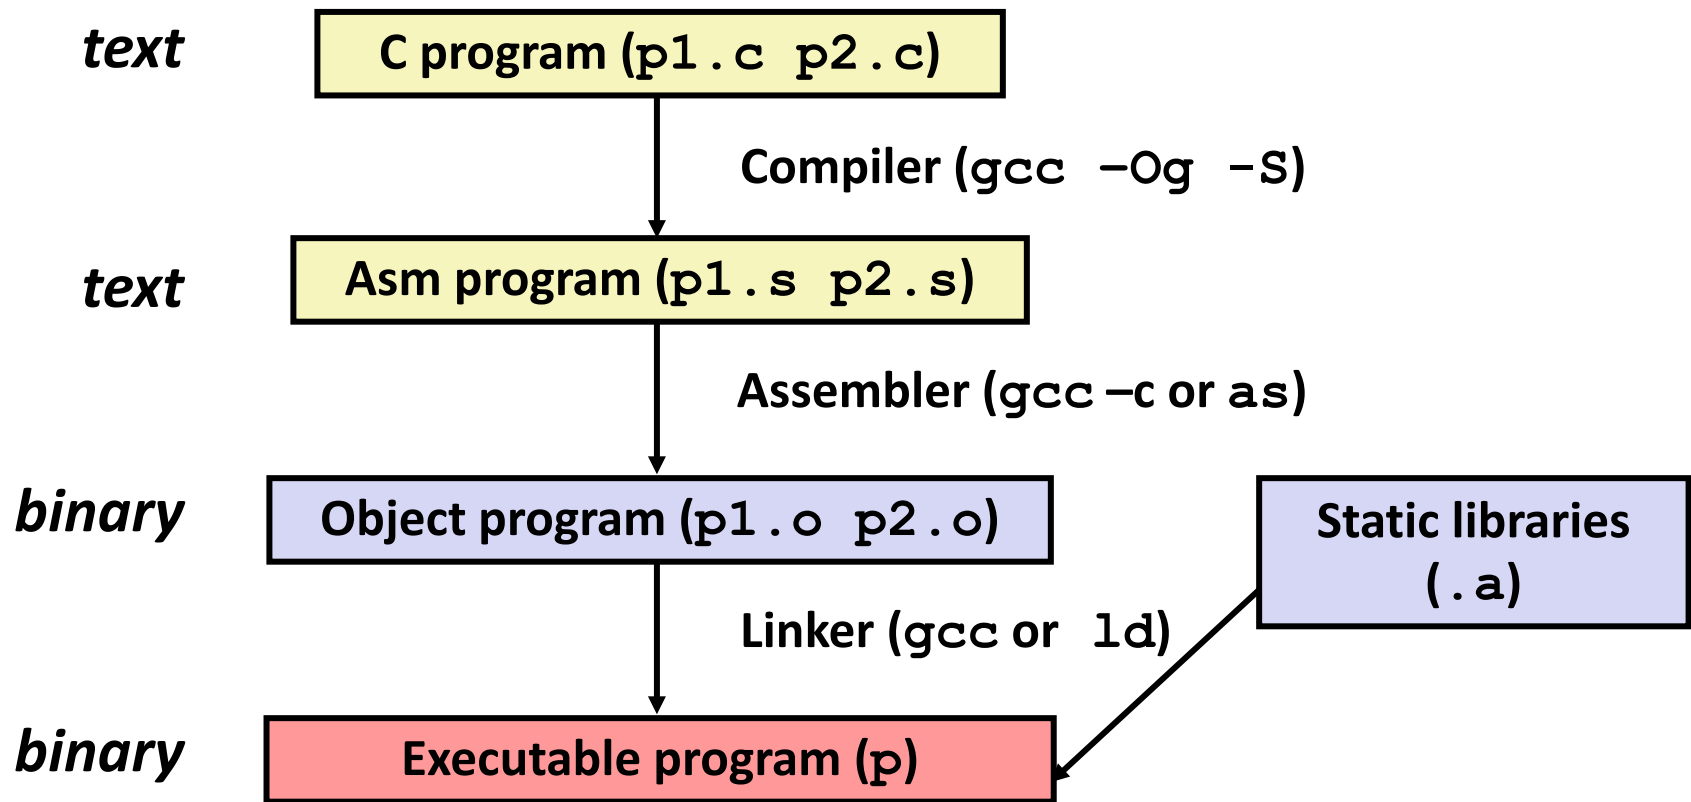 text
C program (p1.c p2.c)
Compiler (gcc –Og -S)
text
Asm program (p1.s p2.s)
Assembler (gcc –c or as)
binary
Object program (p1.o p2.o)
Static libraries
(.a)
Linker (gcc or ld)
binary
Executable program (p)